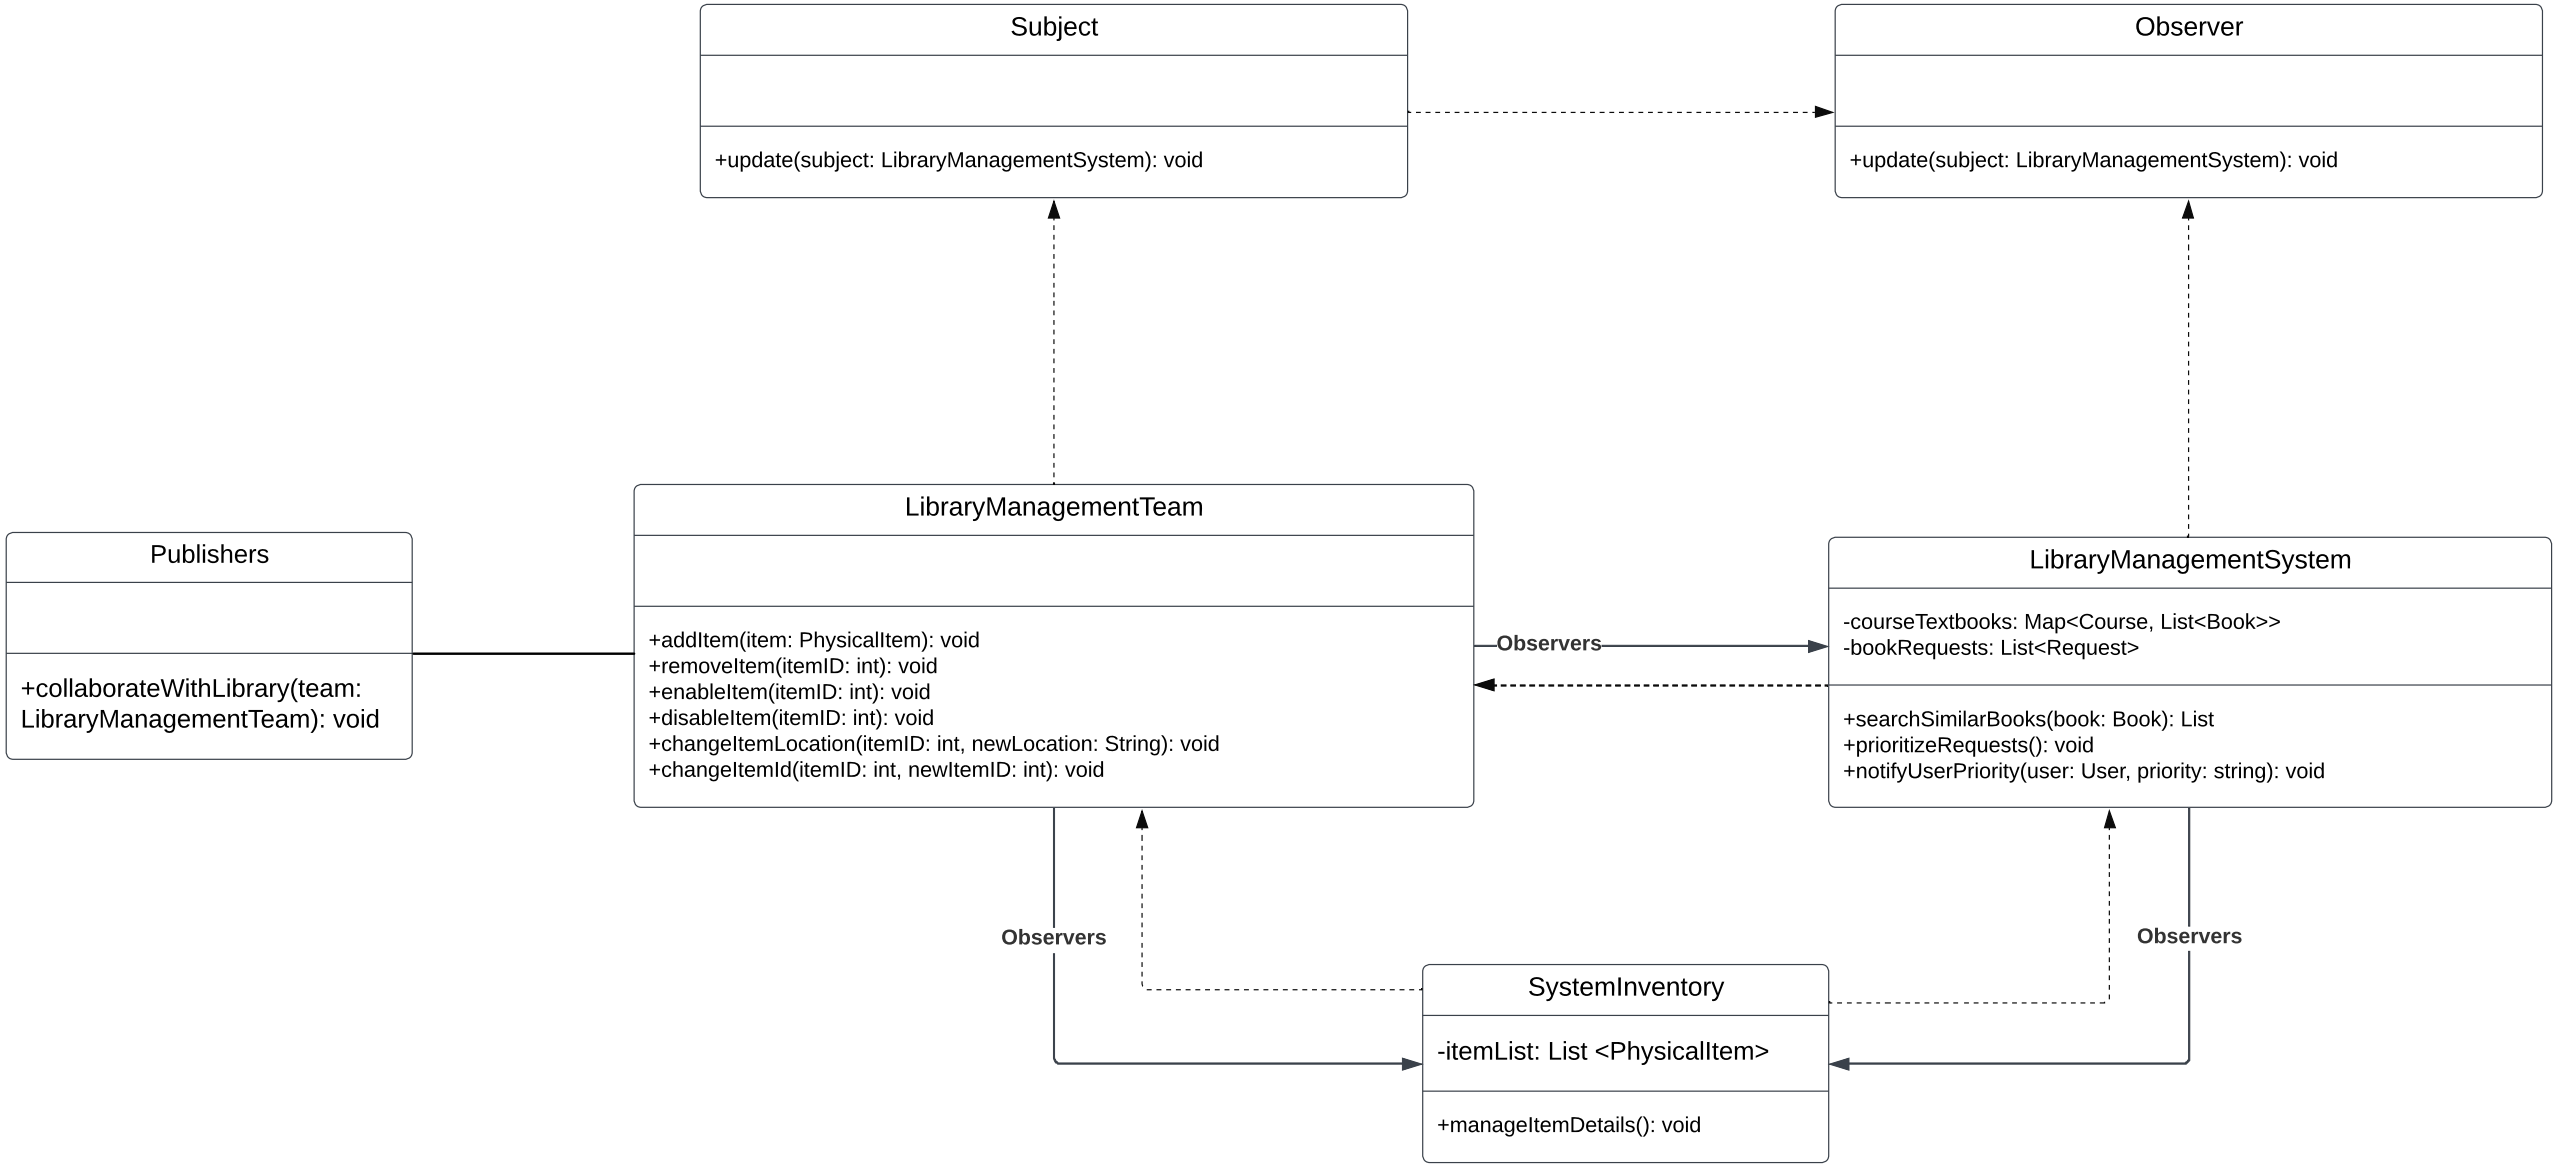 Subject
+update(subject: LibraryManagementSystem): void
Observer
+update(subject: LibraryManagementSystem): void
Publishers
+collaborateWithLibrary(team:
LibraryManagementTeam): void
LibraryManagementTeam
+addItem(item: PhysicalItem): void
+removeItem(itemID: int): void
+enableItem(itemID: int): void
+disableItem(itemID: int): void
+changeItemLocation(itemID: int, newLocation: String): void
+changeItemId(itemID: int, newItemID: int): void
Observers
LibraryManagementSystem
-courseTextbooks: Map<Course, List<Book>>
-bookRequests: List<Request>
+searchSimilarBooks(book: Book): List
+prioritizeRequests(): void
+notifyUserPriority(user: User, priority: string): void
Observers
Observers
SystemInventory
-itemList: List <PhysicalItem>
+manageItemDetails(): void